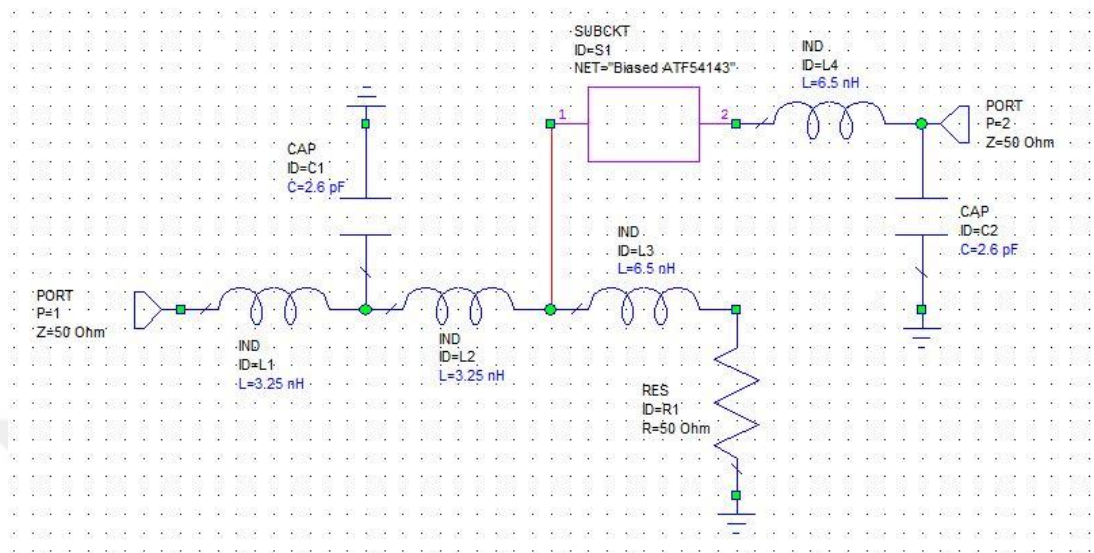 SUBCKT
ID=S1
NET="Biased ATF54143"
1
2
IND
ID=L4
L=6.5 nH
PORT
P=2
Z=50 Ohm
CAP
ID=C1
C=2.6 pF
CAP
ID=C2
C=2.6 pF
IND
ID=L3
L=6.5 nH
PORT
P=1
Z=50 Ohm
IND
ID=L1
L=3.25 nH
IND
ID=L2
L=3.25 nH
RES
ID=R1
R=50 Ohm